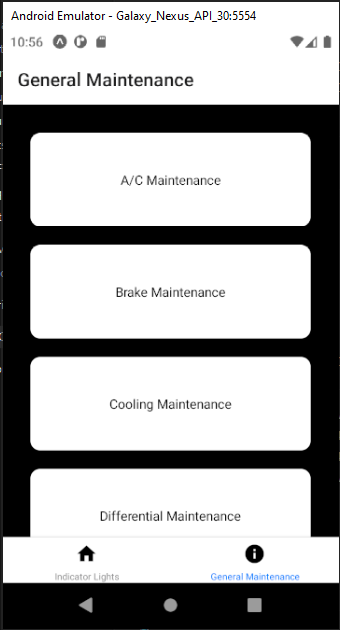 Android Emulator - Galaxy_Nexus_API_30:5554
10:56
General Maintenance
A/C Maintenance
Brake Maintenance
Cooling Maintenance
Differential Maintenance
Indicator Lights
General Maintenance